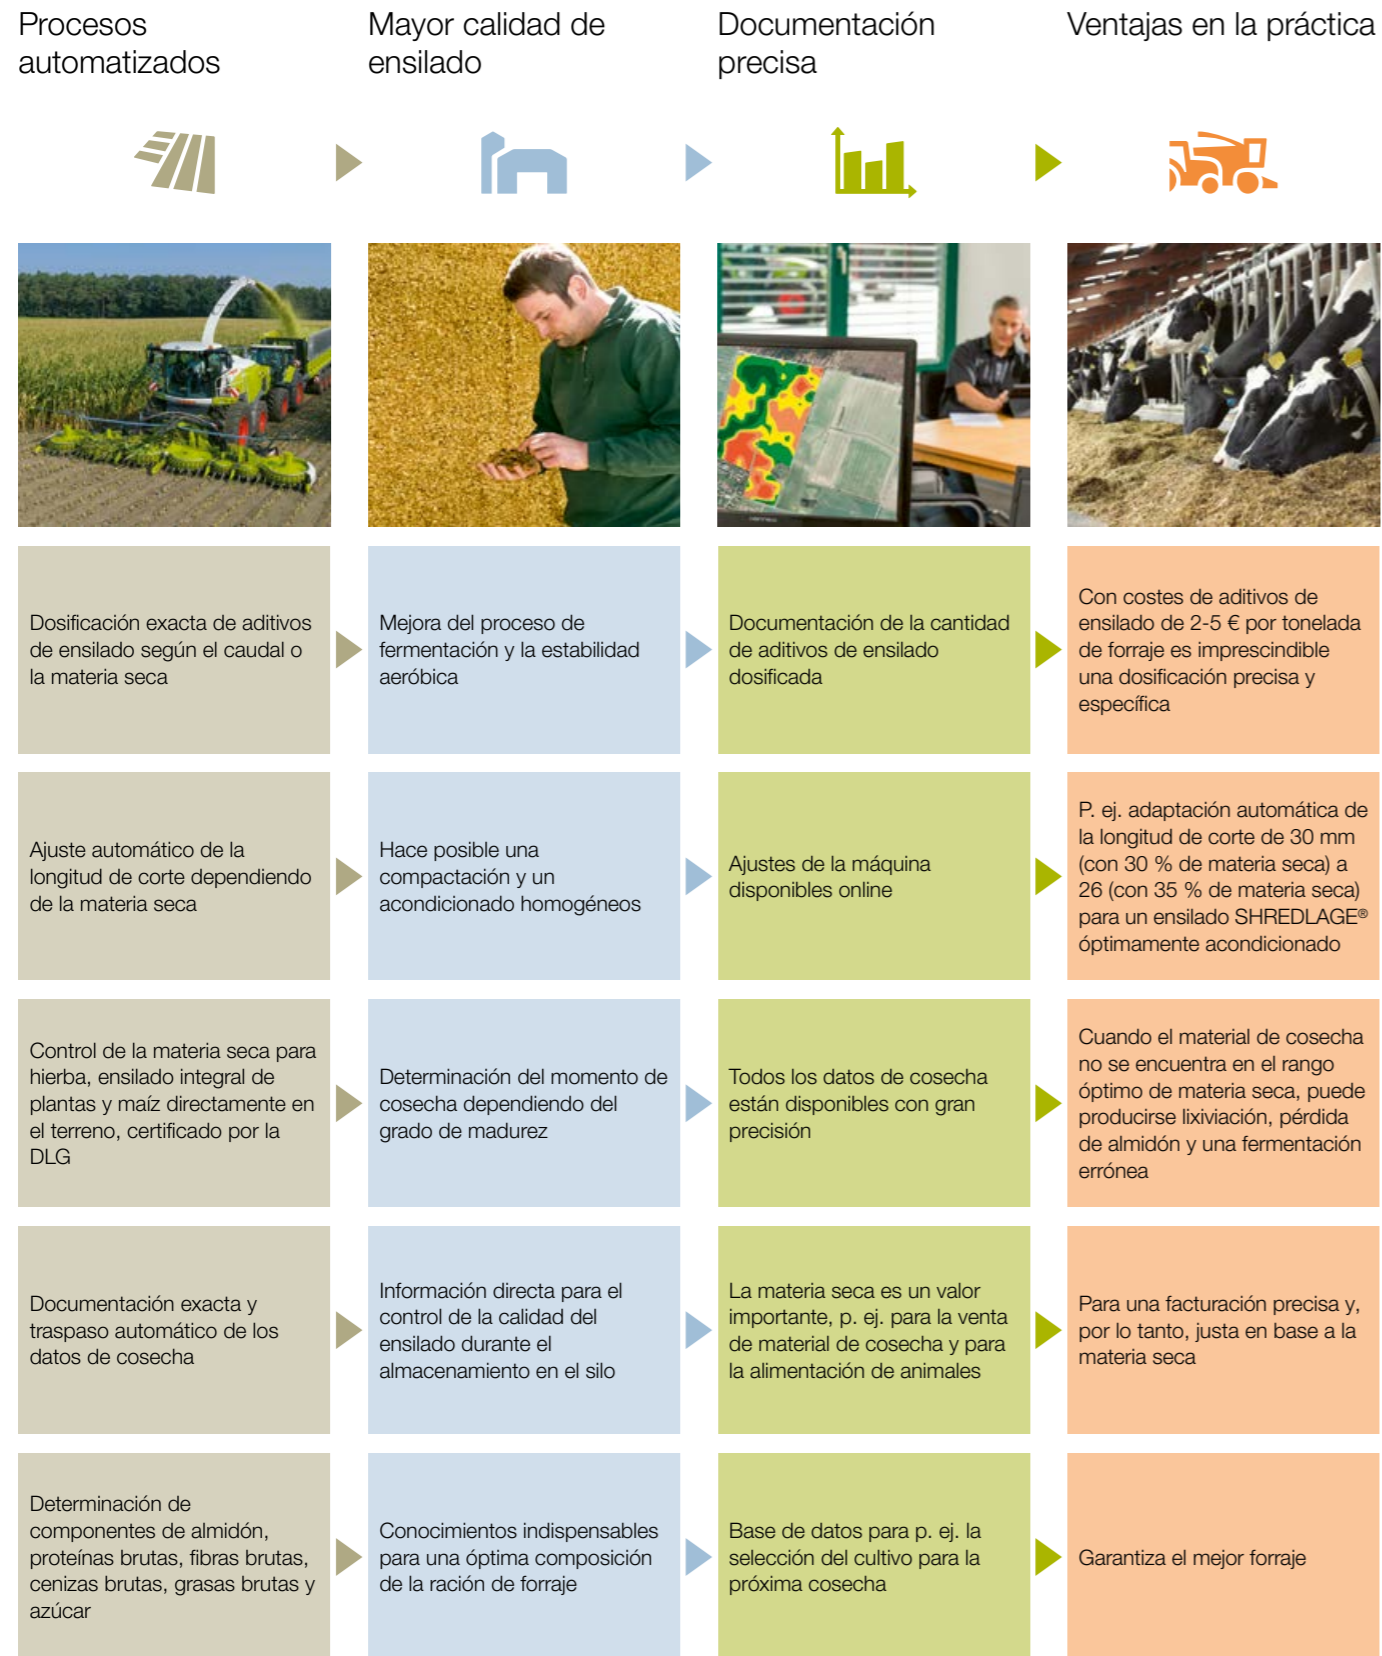 Procesos
automatizados
Mayor calidad de
ensilado
Documentación
precisa
Ventajas en la práctica
Dosificación exacta de aditivos
de ensilado según el caudal o
la materia seca
Mejora del proceso de
fermentación y la estabilidad
aeróbica
Documentación de la cantidad
de aditivos de ensilado
dosificada
Con costes de aditivos de
ensilado de 2-5 € por tonelada
de forraje es imprescindible
una dosificación precisa y
específica
Ajuste automático de la
longitud de corte dependiendo
de la materia seca
Hace posible una
compactación y un
acondicionado homogéneos
Ajustes de la máquina
disponibles online
P. ej. adaptación automática de
la longitud de corte de 30 mm
(con 30 % de materia seca) a
26 (con 35 % de materia seca)
para un ensilado SHREDLAGE®
óptimamente acondicionado
Control de la materia seca para
hierba, ensilado integral de
plantas y maíz directamente en
el terreno, certificado por la
DLG
Determinación del momento de
cosecha dependiendo del
grado de madurez
Todos los datos de cosecha
están disponibles con gran
precisión
Cuando el material de cosecha
no se encuentra en el rango
óptimo de materia seca, puede
producirse lixiviación, pérdida
de almidón y una fermentación
errónea
Documentación exacta y
traspaso automático de los
datos de cosecha
Información directa para el
control de la calidad del
ensilado durante el
almacenamiento en el silo
La materia seca es un valor
importante, p. ej. para la venta
de material de cosecha y para
la alimentación de animales
Para una facturación precisa y,
por lo tanto, justa en base a la
materia seca
Determinación de
componentes de almidón,
proteínas brutas, fibras brutas,
cenizas brutas, grasas brutas y
azúcar
Conocimientos indispensables
para una óptima composición
de la ración de forraje
Base de datos para p. ej. la
selección del cultivo para la
próxima cosecha
Garantiza el mejor forraje